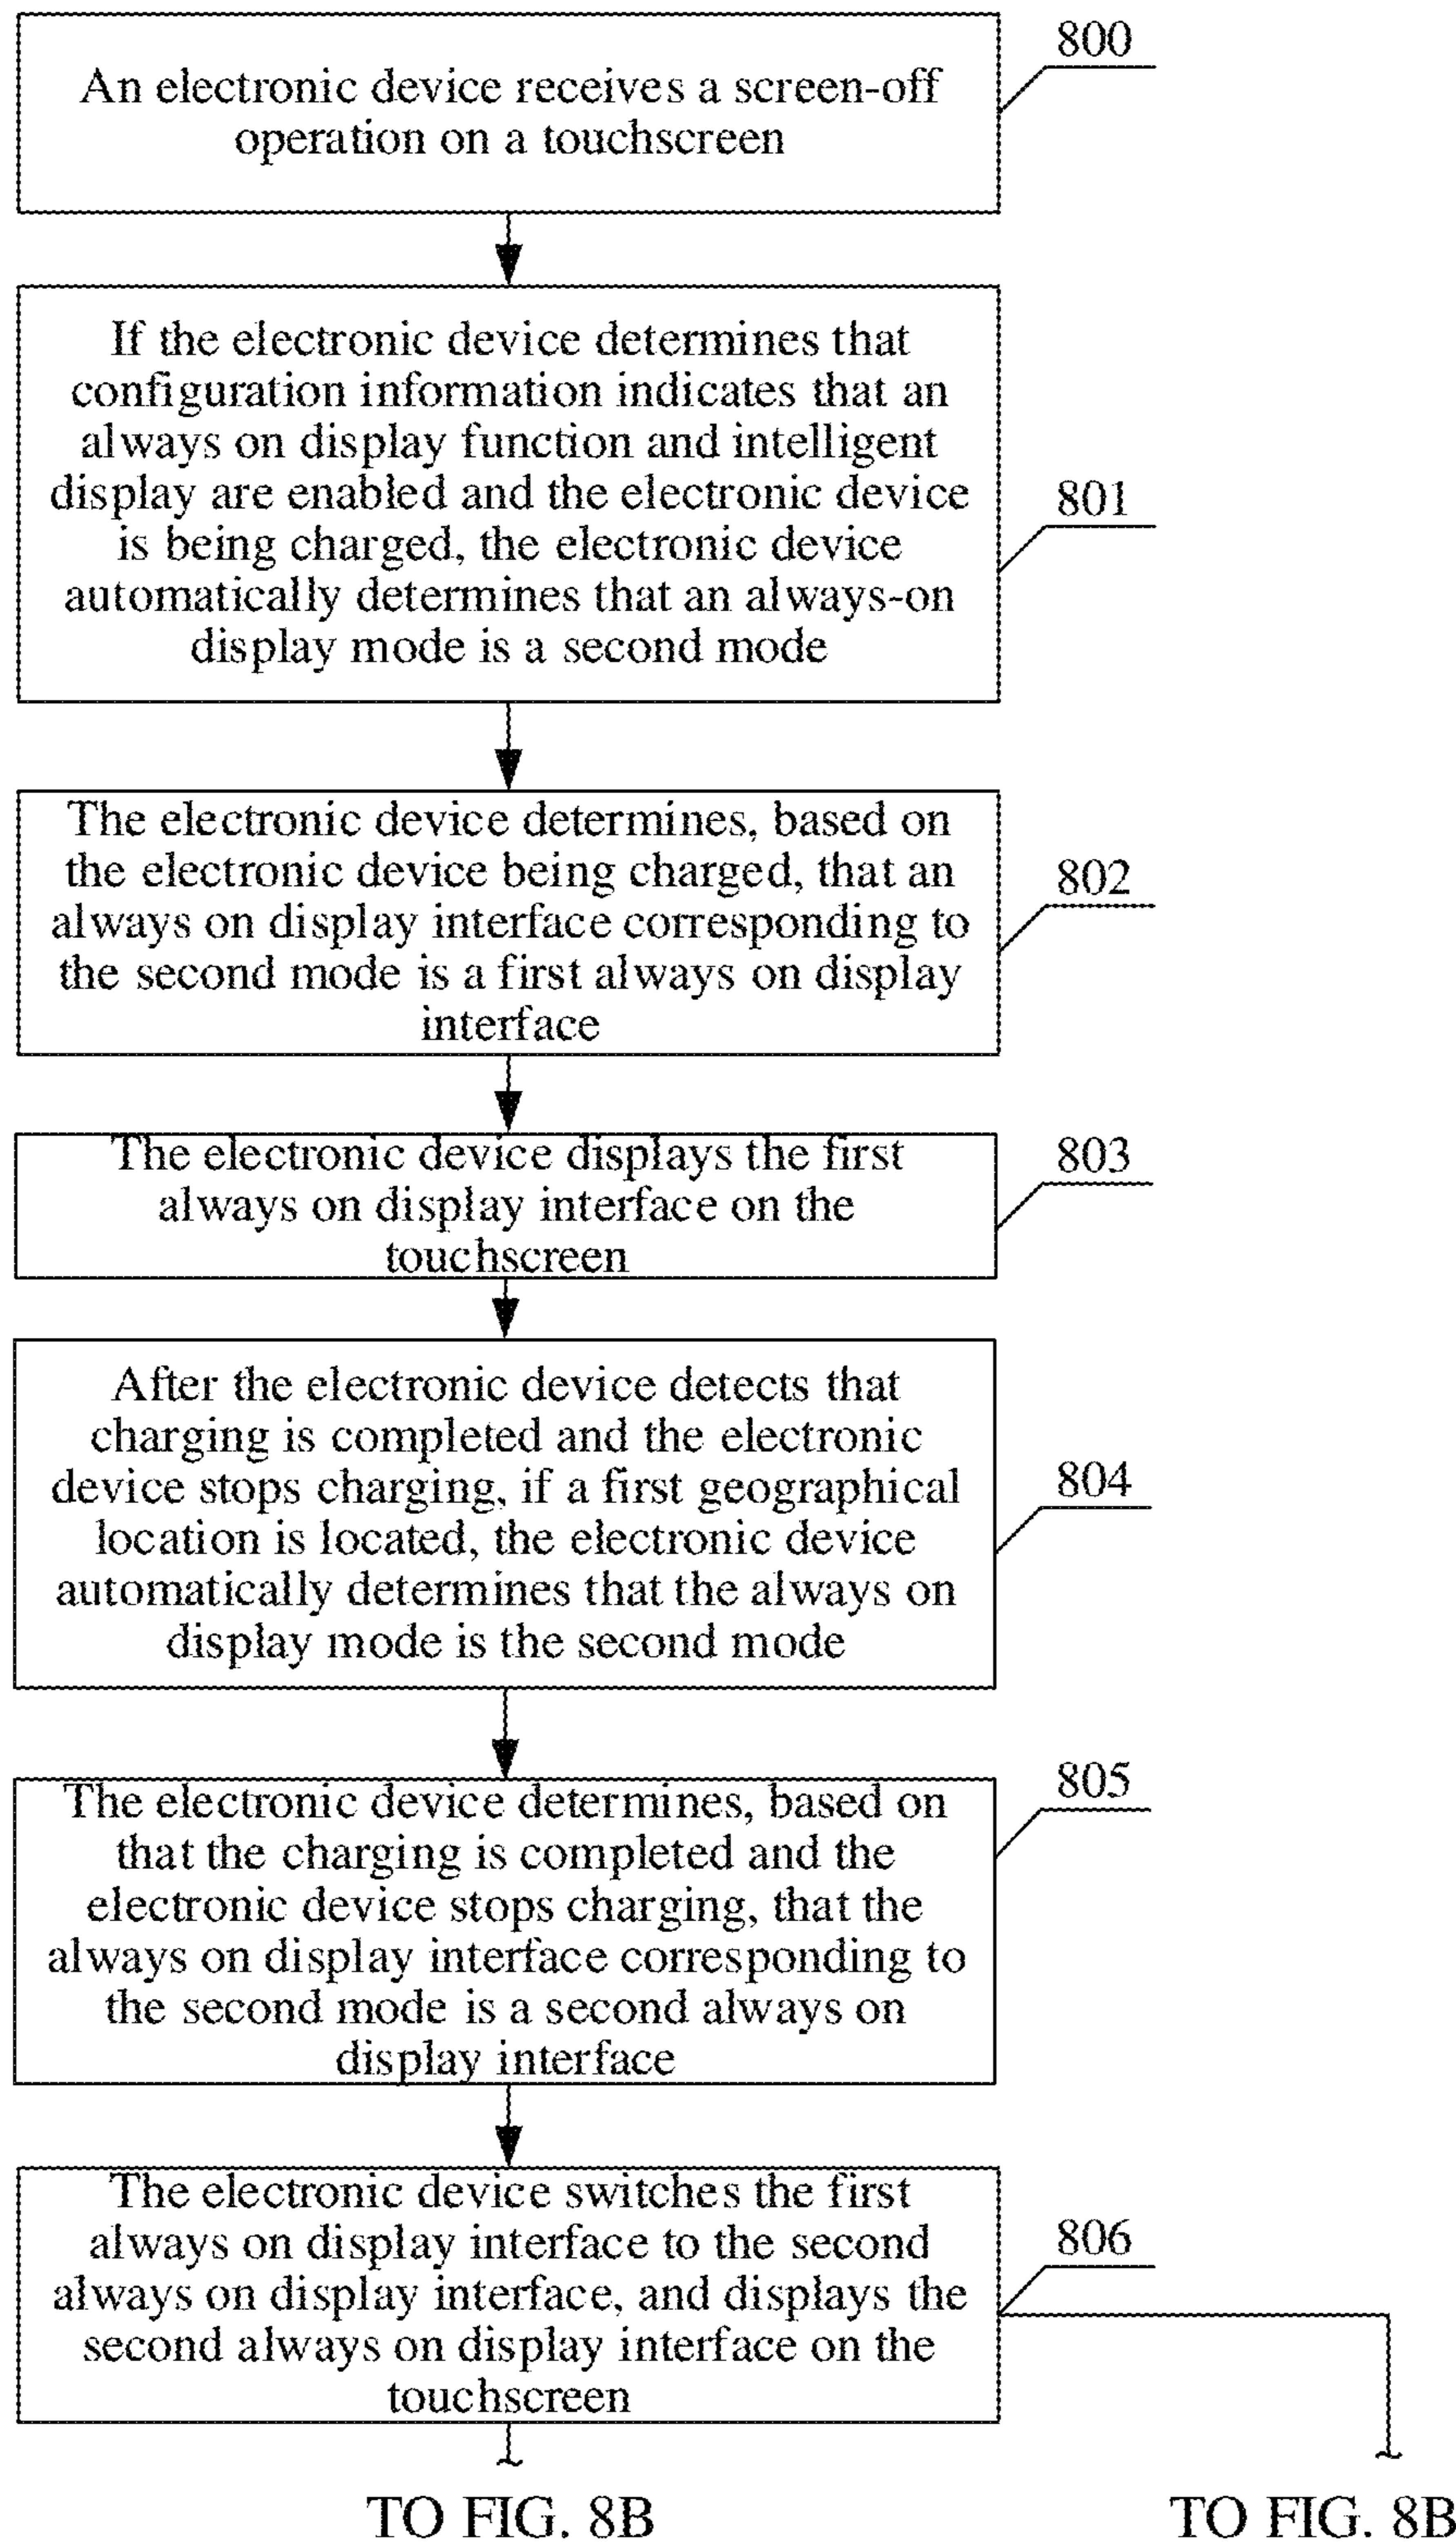 An electronic device receives a screen-off
operation on a touchscreen
800
If the electronic device determines that
configuration information indicates that an
always on display function and intelligent
display are enabled and the electronic device
is being charged, the electronic device
automatically determines that an always-on
display mode is a second mode
801
The electronic device determines, based on
the electronic device being charged, that an
always on display interface corresponding to
the second mode is a first always on display
interface
802
The electronic device displays the first
always on display interface on the
touchscreen
803
After the electronic device detects that
charging is completed and the electronic
device stops charging, if a first geographical
location is located, the electronic device
automatically determines that the always on
display mode is the second mode
804
The electronic device determines, based on
that the charging is completed and the
electronic device stops charging, that the
always on display interface corresponding to
the second mode is a second always on
display interface
805
The electronic device switches the first
always on display interface to the second
always on display interface, and displays the
second always on display interface on the
touchscreen
806
TO FIG. 8B
TO FIG. 8B